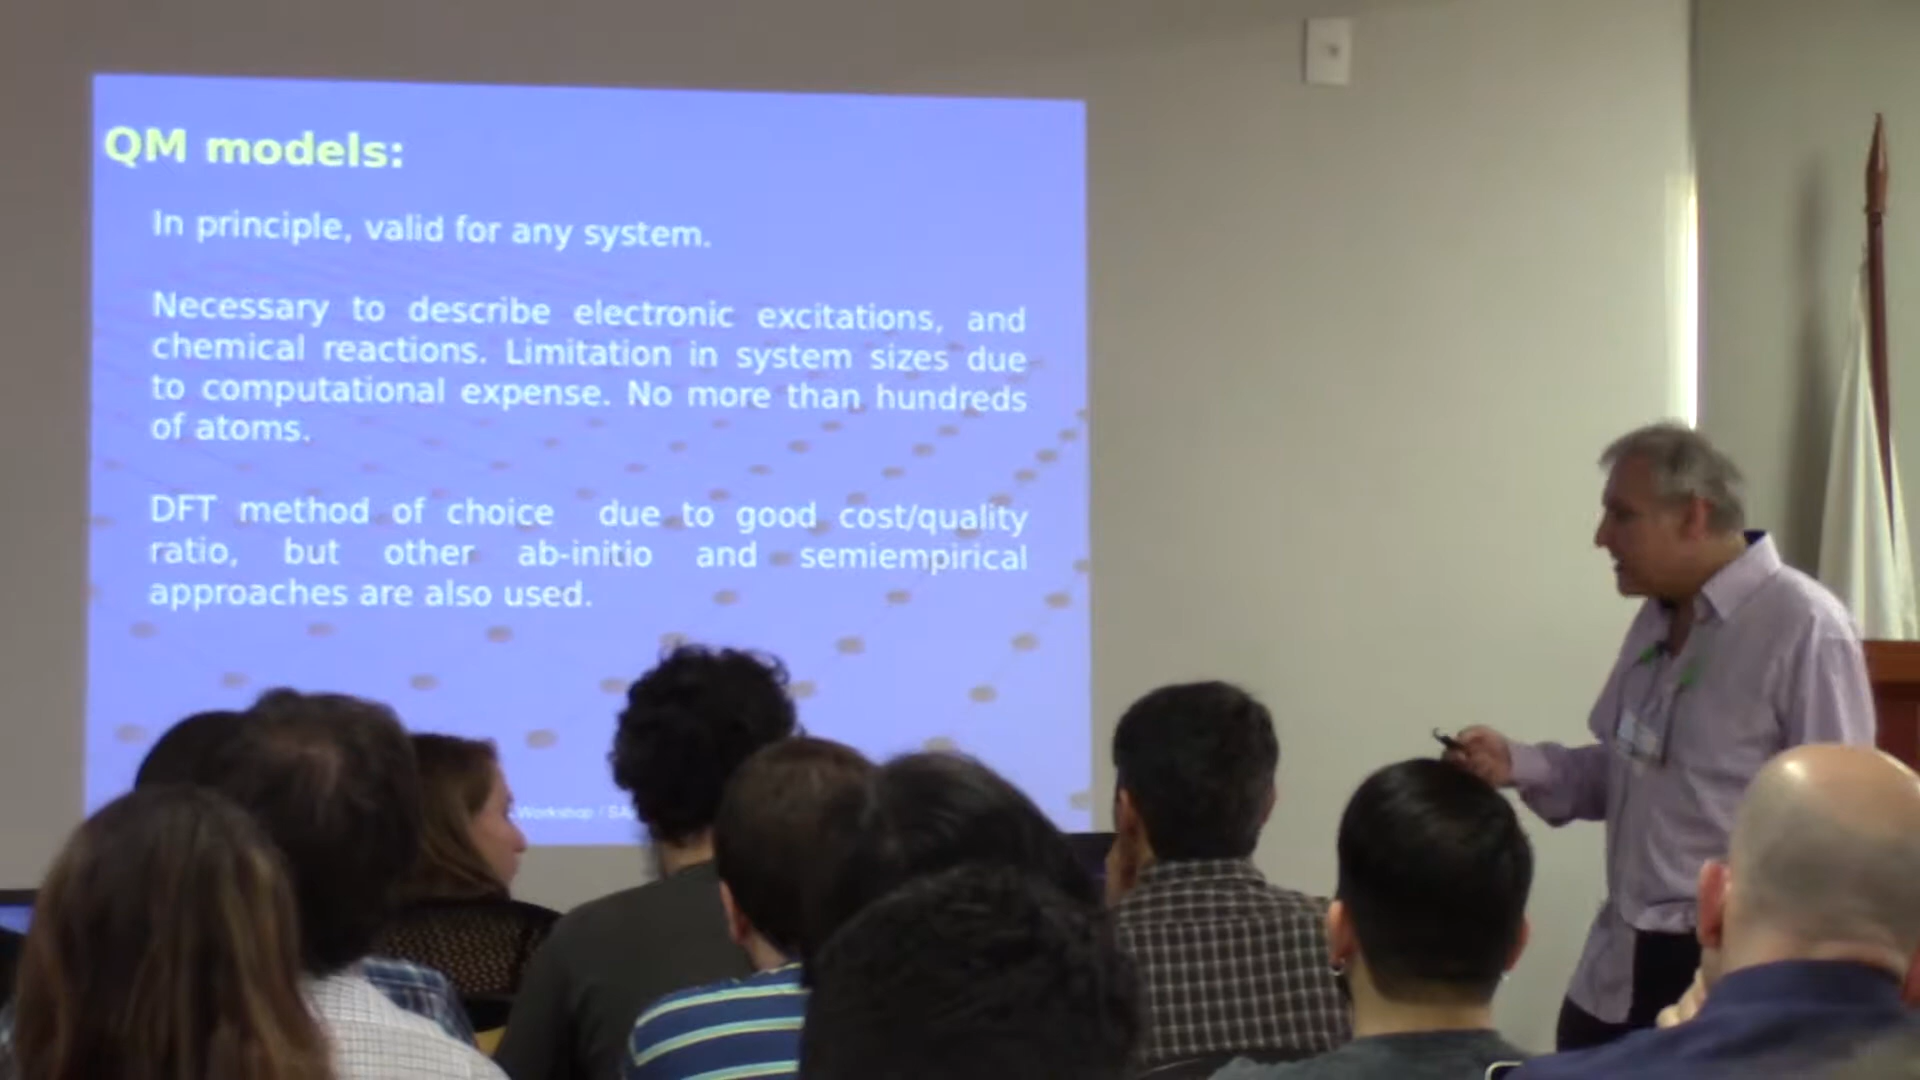 QM models:
In principle, valid for any system.
Necessary to describe electronic excitations, and
chemical reactions. Limitation in system sizes due
to computational expense. No more than hundreds
of atoms.
DFT method of choice due to good cost/quality
ratio, but other ab-initio and semiempirical
approaches are also used.
Workshop /